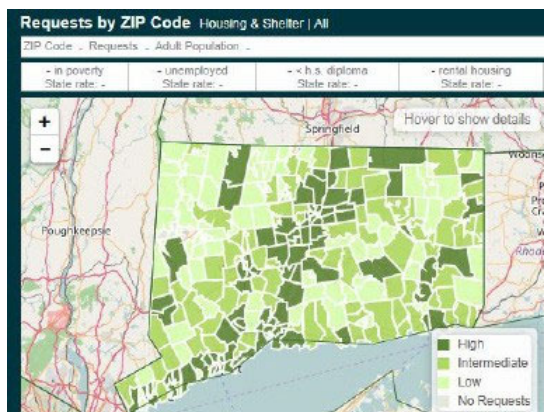 Requests by ZIP Code Housing & Shelter | All
ZIP Code - Requests - Adult Population -
- in poverty
State rate: -
- unemployed
State rate: -
- < h.s. diploma
State rate: -
- rental housing
State rate: -
+
−
Hover to show details
Springfield
Poughkeepsie
High
Intermediate
Low
No Requests